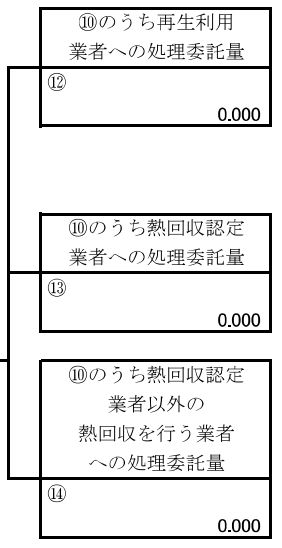 ⑩のうち再生利用
業者への処理委託量
⑫
0.000
⑩のうち熱回収認定
業者への処理委託量
⑬
0.000
⑩のうち熱回収認定
業者以外の
熱回収を行う業者
への処理委託量
⑭
0.000